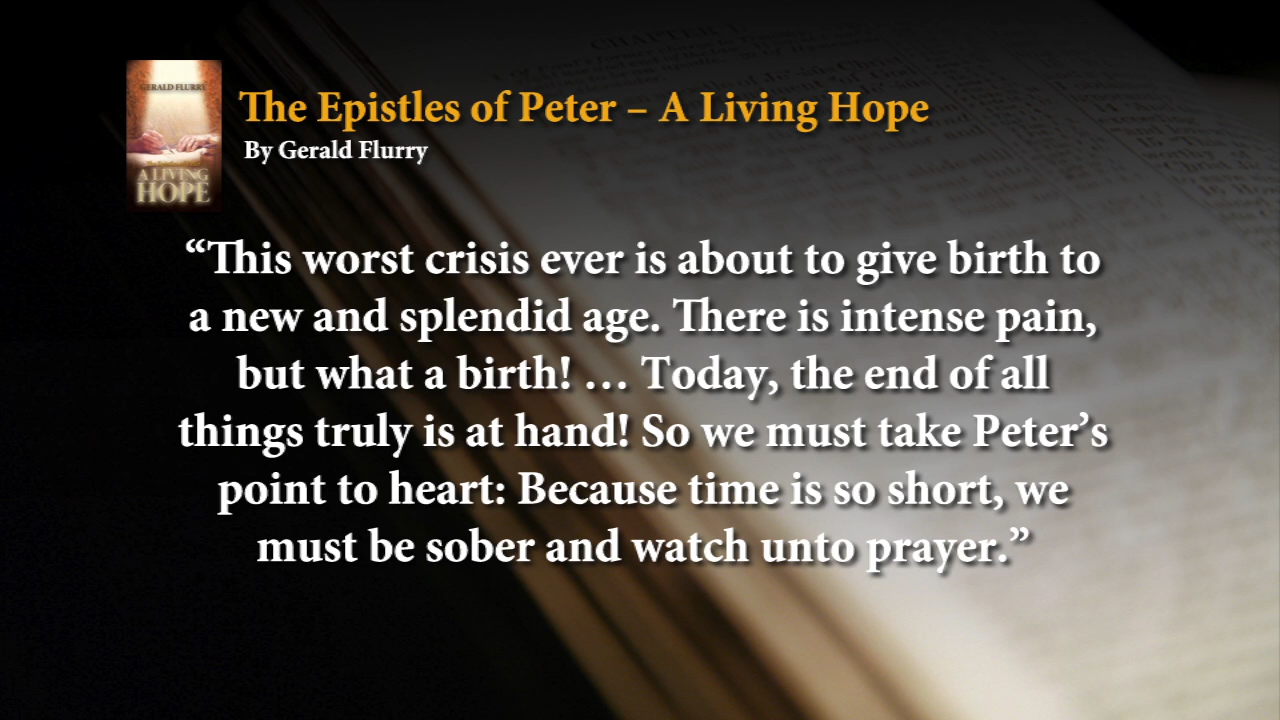 GERALD FLURRY
A LIVING
HOPE
The Epistles of Peter – A Living Hope
By Gerald Flurry
“This worst crisis ever is about to give birth to
a new and splendid age. There is intense pain,
but what a birth! … Today, the end of all
things truly is at hand! So we must take Peter’s
point to heart: Because time is so short, we
must be sober and watch unto prayer.”